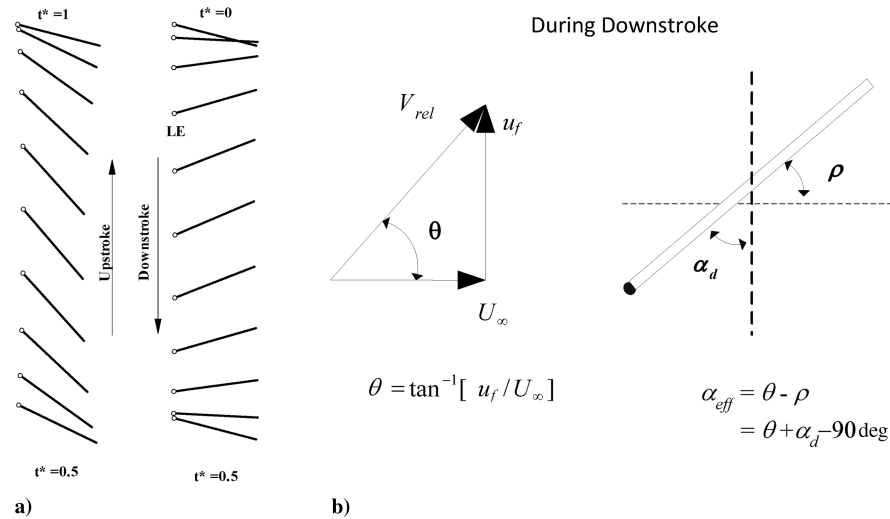 t* =1
t* =0
LE
Upstroke
Downstroke
t* =0.5
t* =0.5
a)
During Downstroke
V_rel
u_f
θ
U_∞
ρ
α_d
θ = tan⁻¹[ u_f / U_∞ ]
α_eff = θ - ρ
= θ + α_d – 90 deg
b)